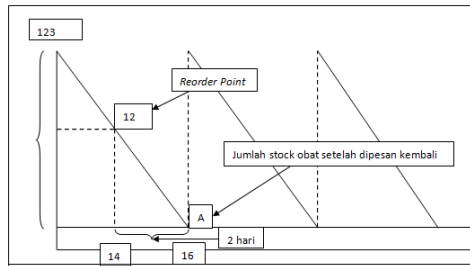 123
Reorder Point
12
Jumlah stock obat setelah dipesan kembali
A
2 hari
14
16